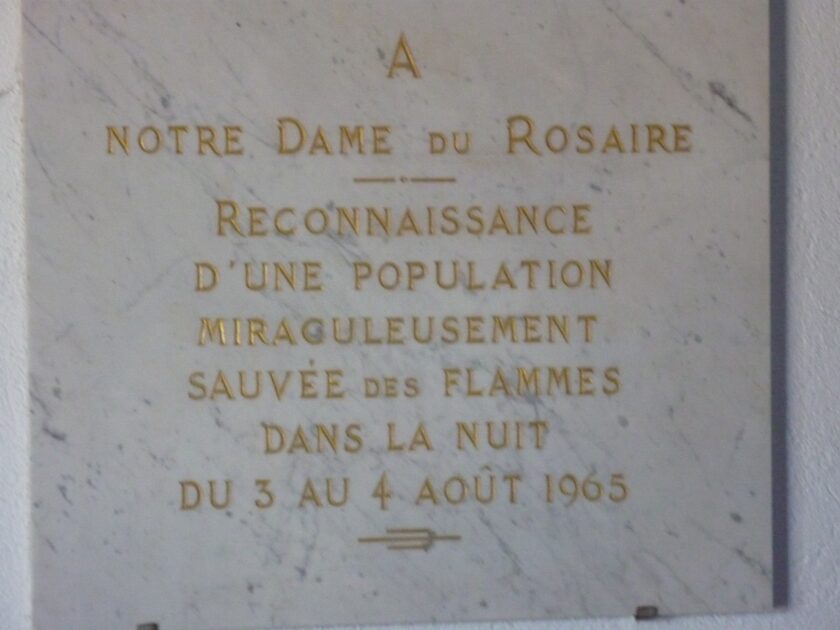 A
NOTRE DAME DU ROSAIRE
RECONNAISSANCE
D'UNE POPULATION
MIRACULEUSEMENT
SAUVÉE DES FLAMMES
DANS LA NUIT
DU 3 AU 4 AOÛT 1965